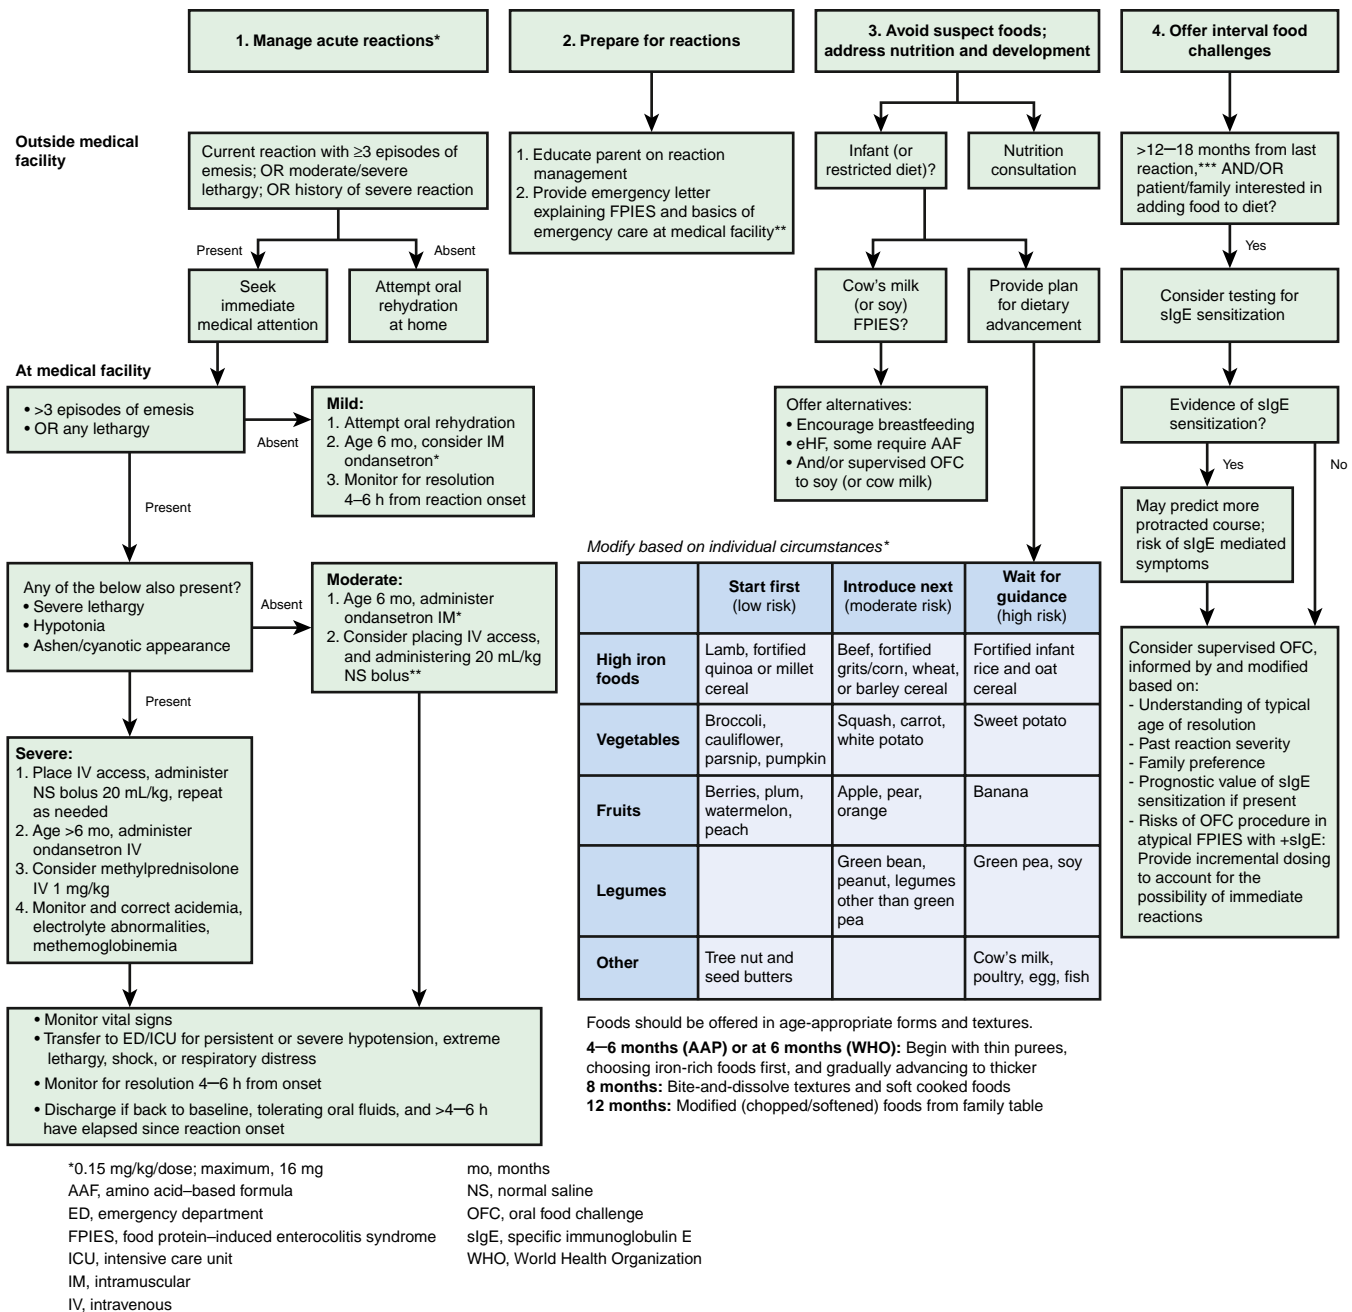 1. Manage acute reactions*
2. Prepare for reactions
3. Avoid suspect foods;
address nutrition and development
4. Offer interval food
challenges
Outside medical
facility
Current reaction with ≥3 episodes of
emesis; OR moderate/severe
lethargy; OR history of severe reaction
Present
Absent
Seek
immediate
medical attention
Attempt oral
rehydration
at home
1. Educate parent on reaction
management
2. Provide emergency letter
explaining FPIES and basics of
emergency care at medical facility**
Infant (or
restricted diet)?
Nutrition
consultation
Cow's milk
(or soy)
FPIES?
Provide plan
for dietary
advancement
Offer alternatives:
• Encourage breastfeeding
• eHF, some require AAF
• And/or supervised OFC
to soy (or cow milk)
>12–18 months from last
reaction,*** AND/OR
patient/family interested in
adding food to diet?
Yes
Consider testing for
sIgE sensitization
Evidence of sIgE
sensitization?
Yes
No
May predict more
protracted course;
risk of sIgE mediated
symptoms
Consider supervised OFC,
informed by and modified
based on:
- Understanding of typical
age of resolution
- Past reaction severity
- Family preference
- Prognostic value of sIgE
sensitization if present
- Risks of OFC procedure in
atypical FPIES with +sIgE:
Provide incremental dosing
to account for the
possibility of immediate
reactions
At medical facility
• >3 episodes of emesis
• OR any lethargy
Absent
Mild:
1. Attempt oral rehydration
2. Age 6 mo, consider IM
ondansetron*
3. Monitor for resolution
4–6 h from reaction onset
Present
Any of the below also present?
• Severe lethargy
• Hypotonia
• Ashen/cyanotic appearance
Absent
Moderate:
1. Age 6 mo, administer
ondansetron IM*
2. Consider placing IV access,
and administering 20 mL/kg
NS bolus**
Present
Severe:
1. Place IV access, administer
NS bolus 20 mL/kg, repeat
as needed
2. Age >6 mo, administer
ondansetron IV
3. Consider methylprednisolone
IV 1 mg/kg
4. Monitor and correct acidemia,
electrolyte abnormalities,
methemoglobinemia
• Monitor vital signs
• Transfer to ED/ICU for persistent or severe hypotension, extreme
lethargy, shock, or respiratory distress
• Monitor for resolution 4–6 h from onset
• Discharge if back to baseline, tolerating oral fluids, and >4–6 h
have elapsed since reaction onset
Modify based on individual circumstances*
Start first
(low risk)
Introduce next
(moderate risk)
Wait for
guidance
(high risk)
High iron
foods
Lamb, fortified
quinoa or millet
cereal
Beef, fortified
grits/corn, wheat,
or barley cereal
Fortified infant
rice and oat
cereal
Vegetables
Broccoli,
cauliflower,
parsnip, pumpkin
Squash, carrot,
white potato
Sweet potato
Fruits
Berries, plum,
watermelon,
peach
Apple, pear,
orange
Banana
Legumes
Green bean,
peanut, legumes
other than green
pea
Green pea, soy
Other
Tree nut and
seed butters
Cow's milk,
poultry, egg, fish
Foods should be offered in age-appropriate forms and textures.
4–6 months (AAP) or at 6 months (WHO): Begin with thin purees,
choosing iron-rich foods first, and gradually advancing to thicker
8 months: Bite-and-dissolve textures and soft cooked foods
12 months: Modified (chopped/softened) foods from family table
*0.15 mg/kg/dose; maximum, 16 mg
AAF, amino acid–based formula
ED, emergency department
FPIES, food protein–induced enterocolitis syndrome
ICU, intensive care unit
IM, intramuscular
IV, intravenous
mo, months
NS, normal saline
OFC, oral food challenge
sIgE, specific immunoglobulin E
WHO, World Health Organization